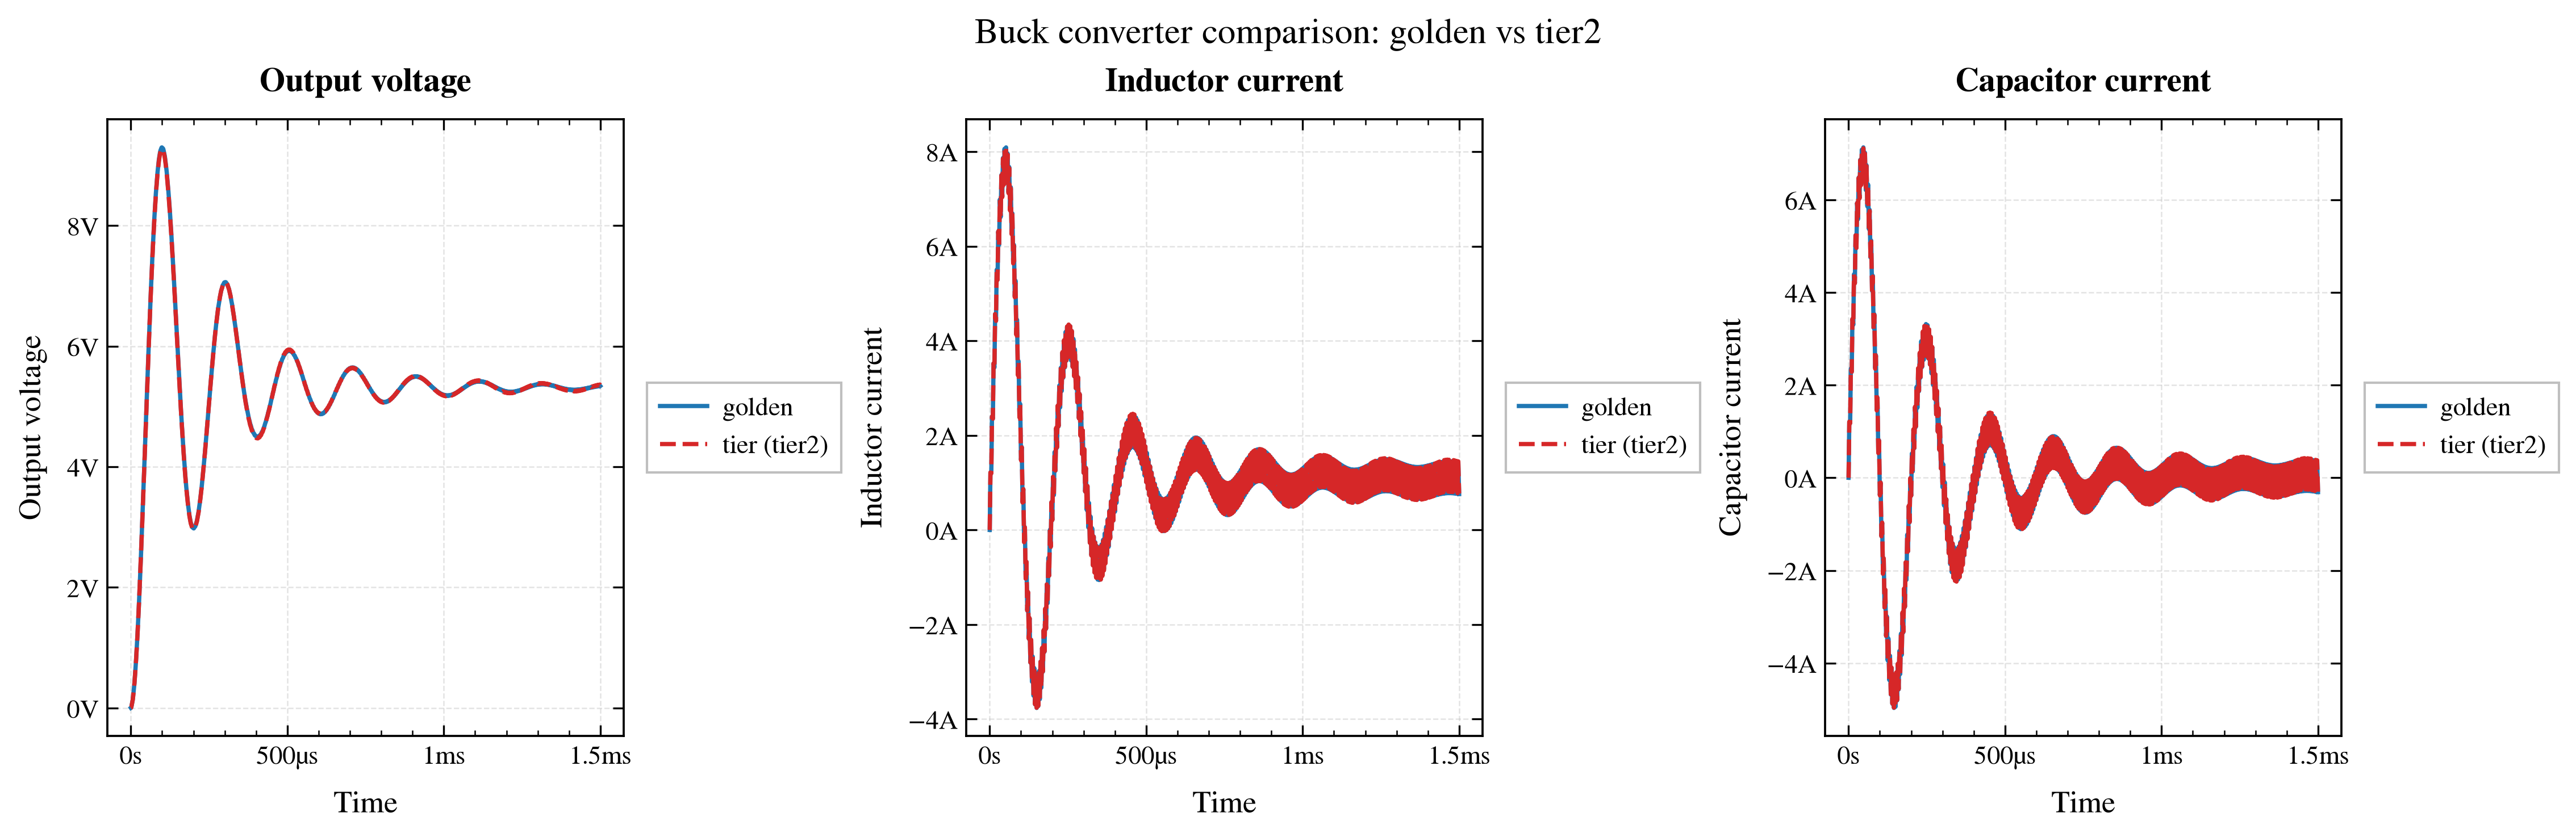 Buck converter comparison: golden vs tier2
Output voltage
Output voltage
8V
6V
4V
2V
0V
0s
500µs
1ms
1.5ms
Time
golden
tier (tier2)
Inductor current
Inductor current
8A
6A
4A
2A
0A
−2A
−4A
0s
500µs
1ms
1.5ms
Time
golden
tier (tier2)
Capacitor current
Capacitor current
6A
4A
2A
0A
−2A
−4A
0s
500µs
1ms
1.5ms
Time
golden
tier (tier2)